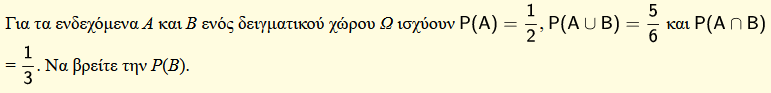 Για τα ενδεχόμενα Α και Β ενός δειγματικού χώρου Ω ισχύουν P(A) = 1/2, P(A ∪ B) = 5/6 και P(A ∩ B)
= 1/3. Να βρείτε την P(B).